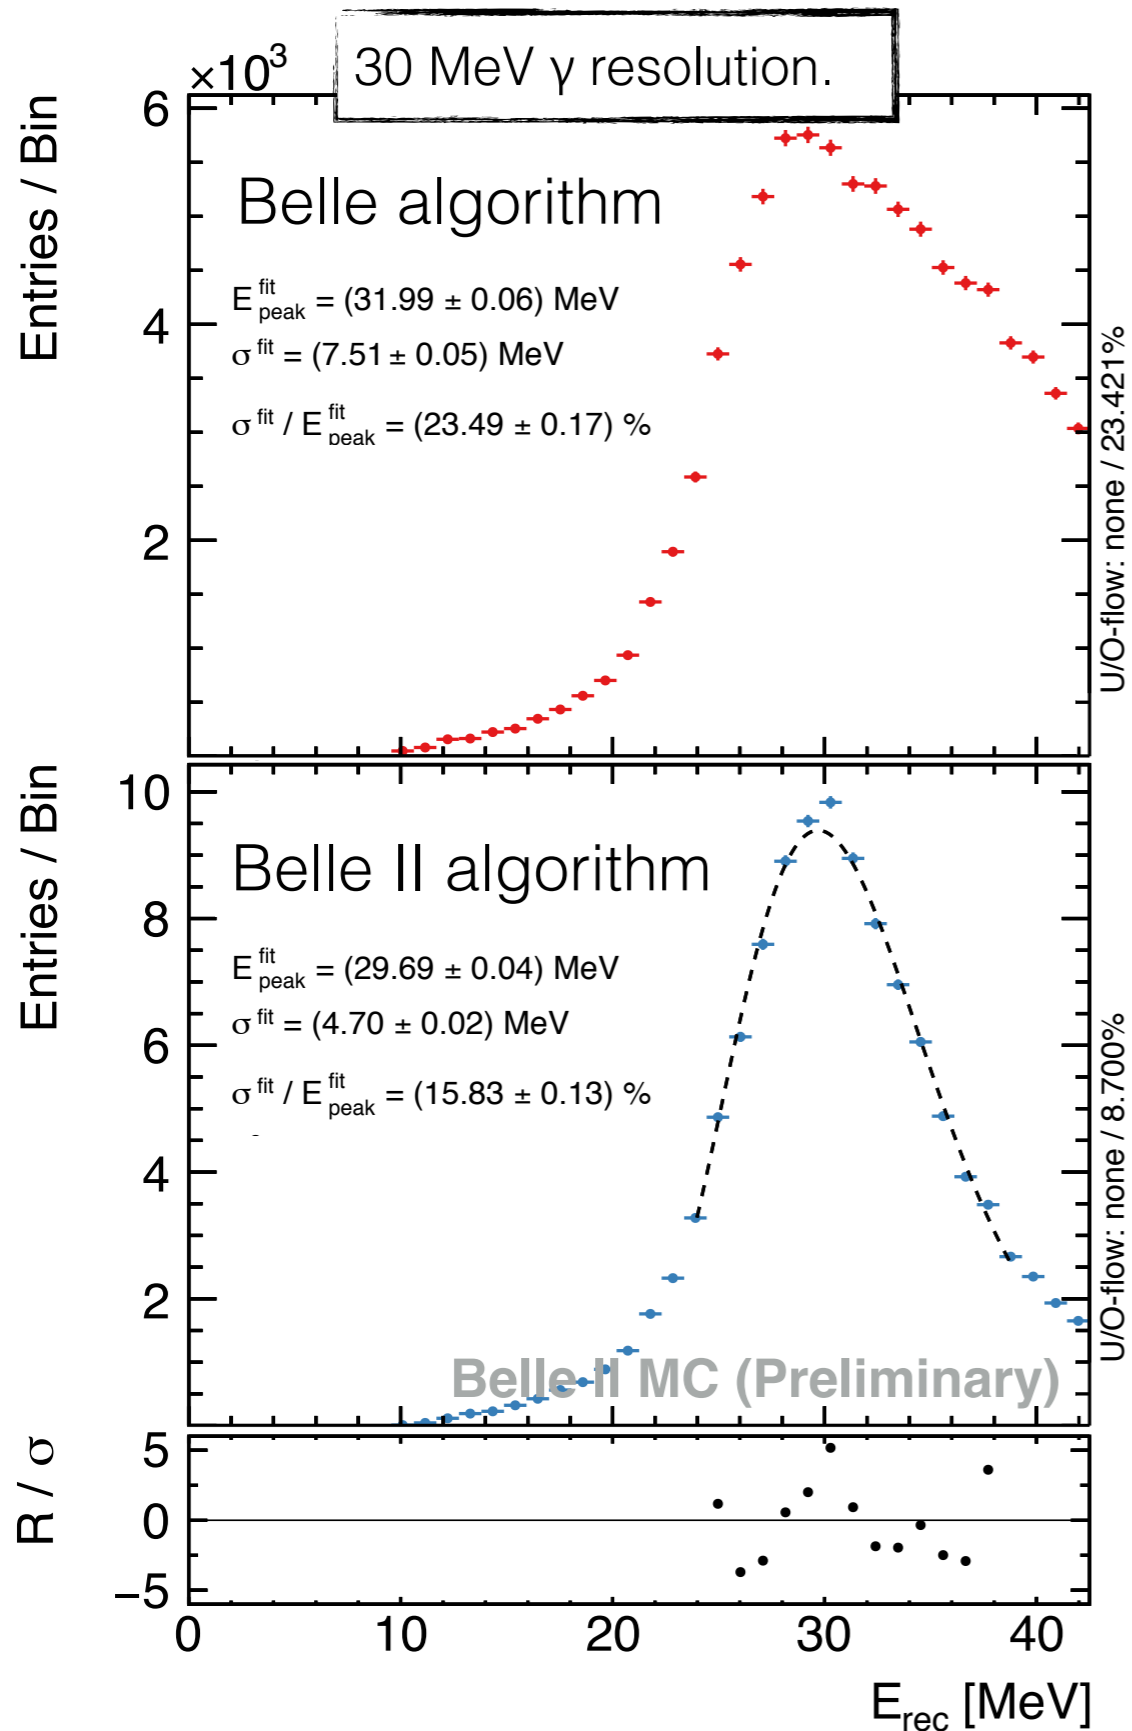 30 MeV γ resolution.
×10³
Entries / Bin
6
4
2
Belle algorithm
E^fit_peak = (31.99 ± 0.06) MeV
σ^fit = (7.51 ± 0.05) MeV
σ^fit / E^fit_peak = (23.49 ± 0.17) %
U/O-flow: none / 23.421%
Entries / Bin
10
8
6
4
2
Belle II algorithm
E^fit_peak = (29.69 ± 0.04) MeV
σ^fit = (4.70 ± 0.02) MeV
σ^fit / E^fit_peak = (15.83 ± 0.13) %
U/O-flow: none / 8.700%
Belle II MC (Preliminary)
R / σ
5
0
−5
0 10 20 30 40
E_rec [MeV]